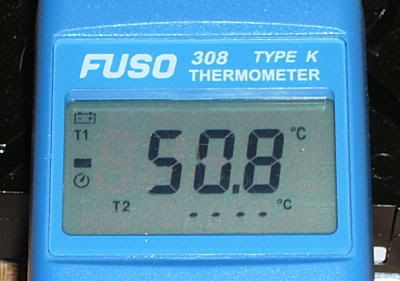 FUSO 308 TYPE K
THERMOMETER
T1 50.8 °C
T2 - - - - °C